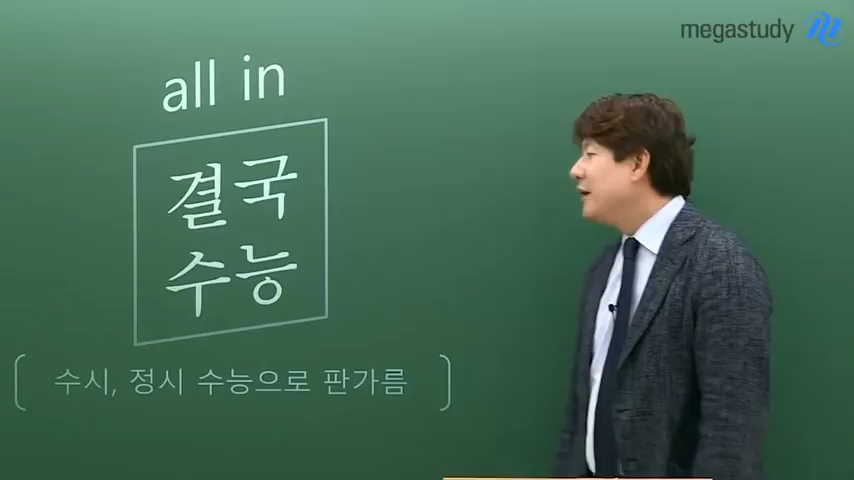 megastudy
all in
결국
수능
[ 수시, 정시 수능으로 판가름 ]